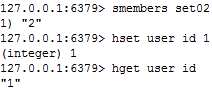 127.0.0.1:6379> smembers set02
1) "2"
127.0.0.1:6379> hset user id 1
(integer) 1
127.0.0.1:6379> hget user id
"1"